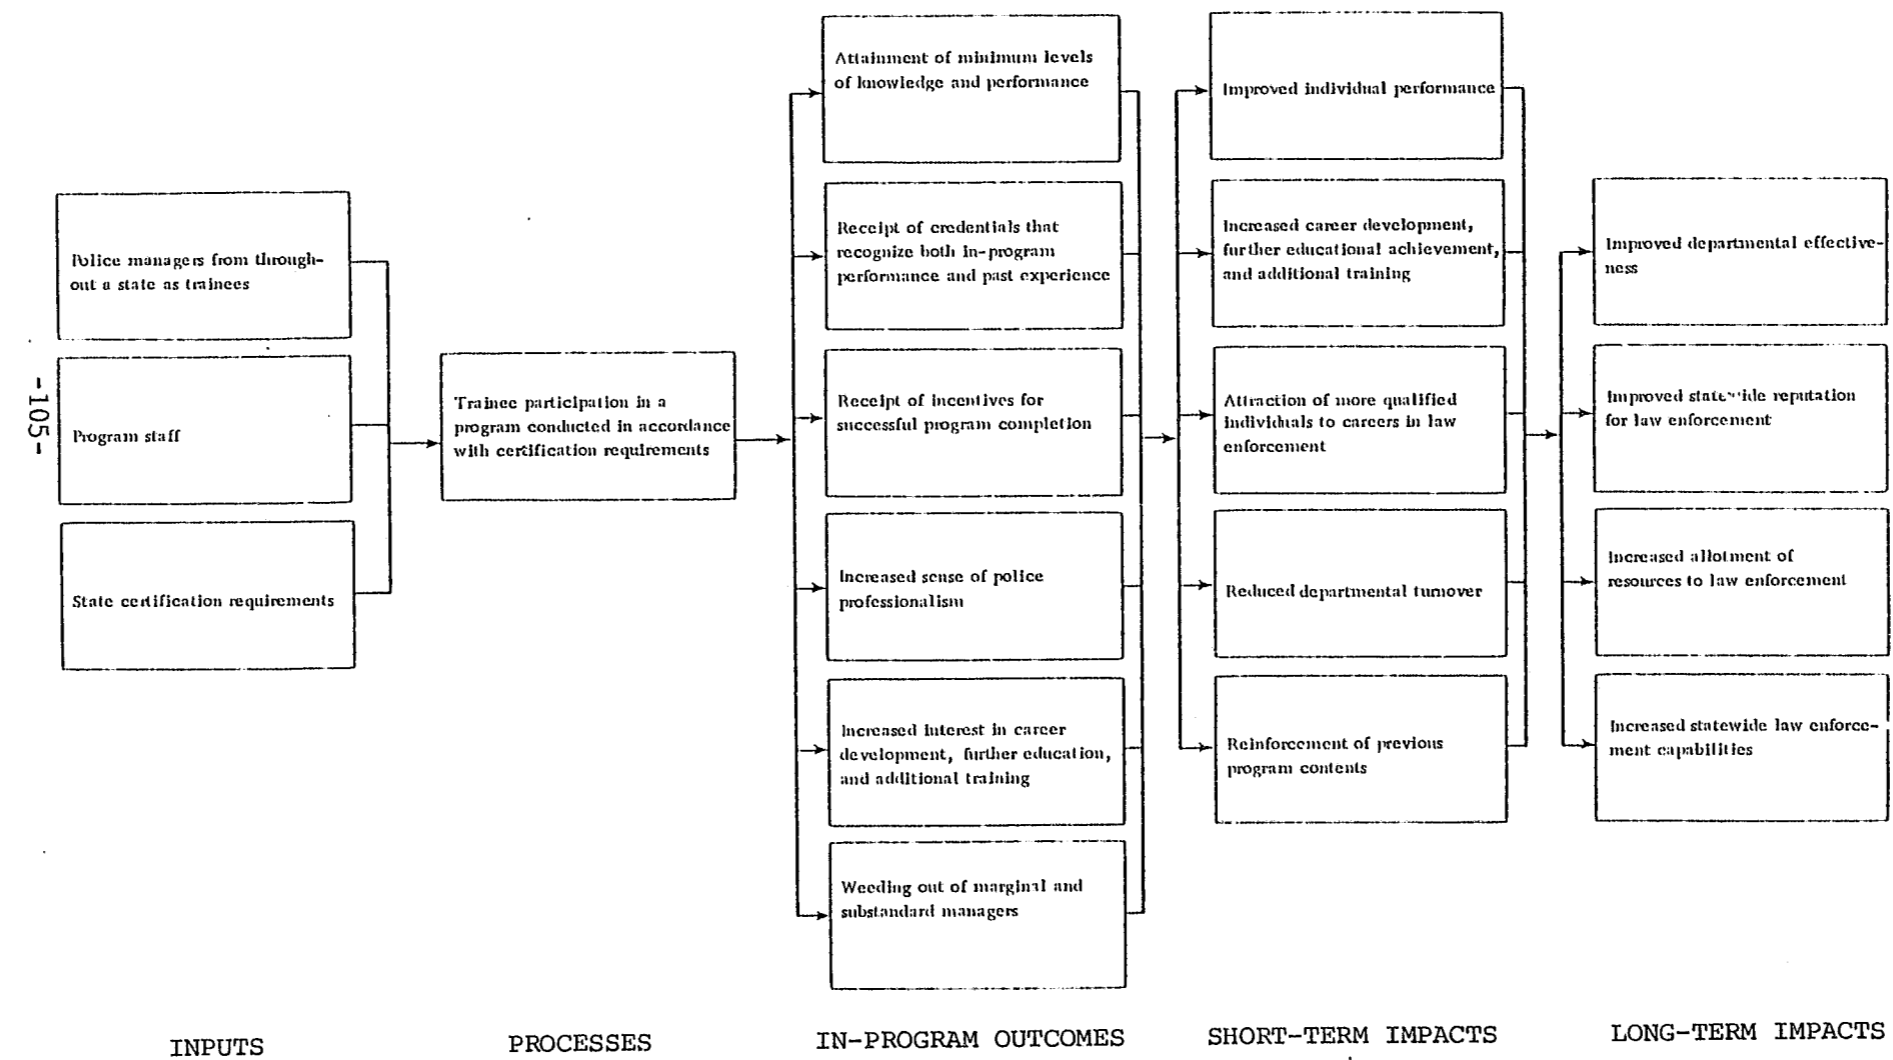 -105-
Police managers from through-
out a state as trainees
Program staff
State certification requirements
Trainee participation in a
program conducted in accordance
with certification requirements
Attainment of minimum levels
of knowledge and performance
Receipt of credentials that
recognize both in-program
performance and past experience
Receipt of incentives for
successful program completion
Increased sense of police
professionalism
Increased interest in career
development, further education,
and additional training
Weeding out of marginal and
substandard managers
Improved individual performance
Increased career development,
further educational achievement,
and additional training
Attraction of more qualified
individuals to careers in law
enforcement
Reduced departmental turnover
Reinforcement of previous
program contents
Improved departmental effective-
ness
Improved statewide reputation
for law enforcement
Increased allotment of
resources to law enforcement
Increased statewide law enforce-
ment capabilities
INPUTS
PROCESSES
IN-PROGRAM OUTCOMES
SHORT-TERM IMPACTS
LONG-TERM IMPACTS